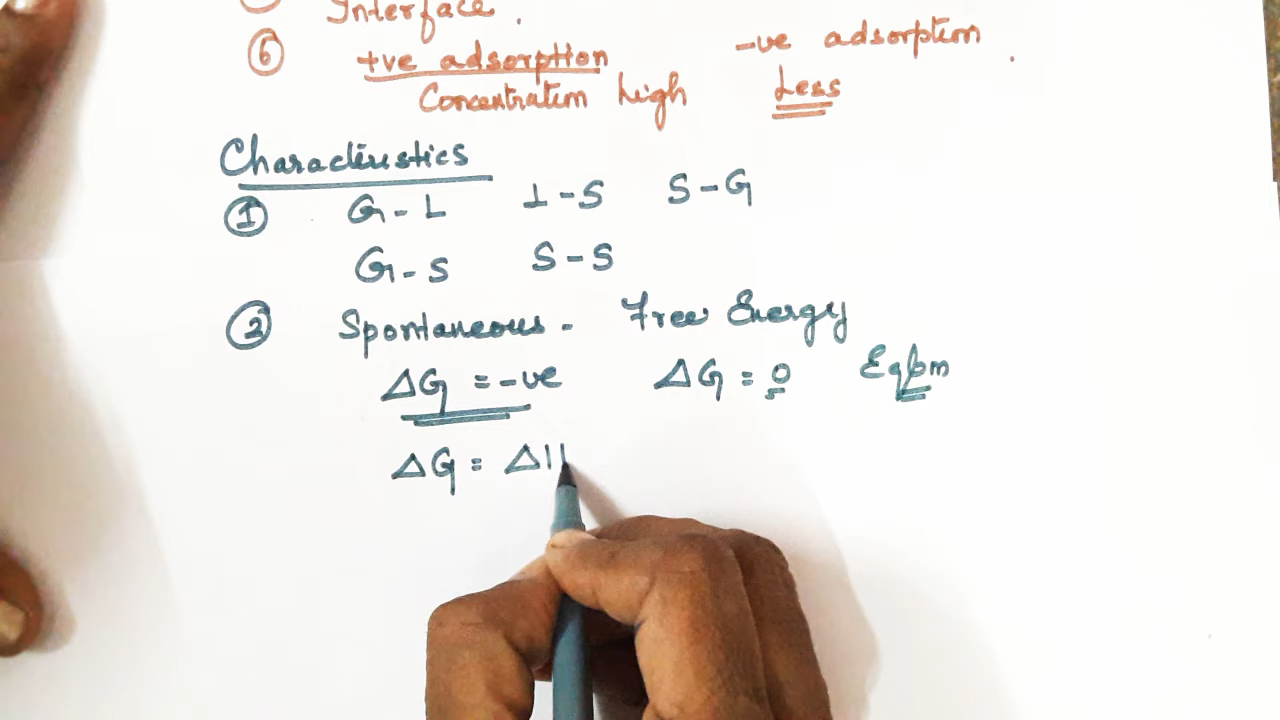 Interface.
⑥ +ve adsorption -ve adsorption.
Concentration high Less
Characteristics
① G-L L-S S-G
G-S S-S
② Spontaneous - Free Energy
ΔG = -ve ΔG = 0 Eqbm
ΔG = Δ